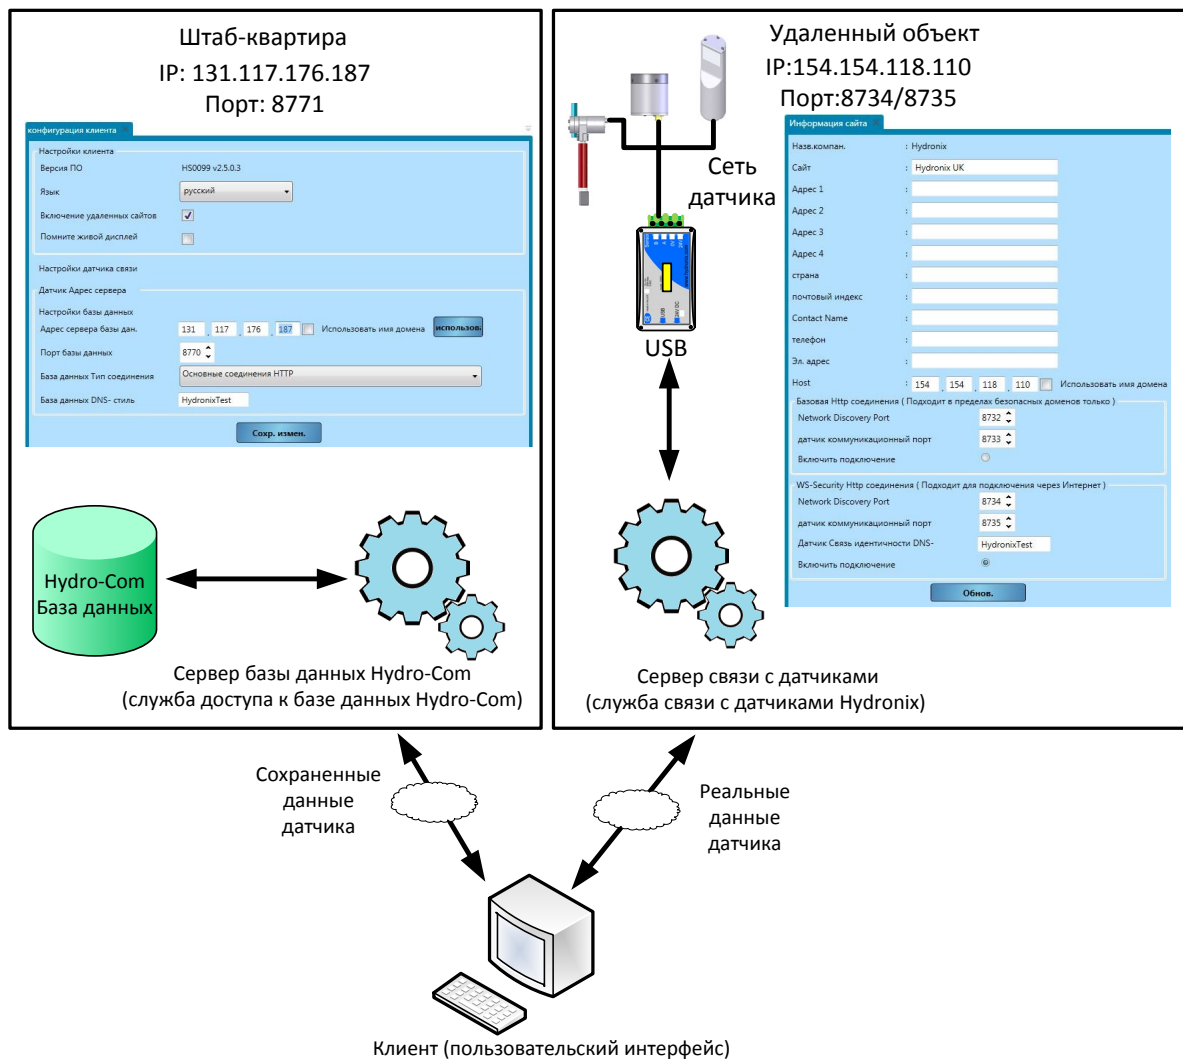 Штаб-квартира
IP: 131.117.176.187
Порт: 8771
конфигурация клиента
Настройки клиента
Версия ПО HS0099 v2.5.0.3
Язык русский
Включение удаленных сайтов
Помните живой дисплей
Настройки датчика связи
Датчик Адрес сервера
Настройки базы данных
Адрес сервера базы дан. 131 . 117 . 176 . 187 Использовать имя домена использов.
Порт базы данных 8770
База данных Тип соединения Основные соединения HTTP
База данных DNS- стиль HydronixTest
Сохр. измен.
Hydro-Com
База данных
Сервер базы данных Hydro-Com
(служба доступа к базе данных Hydro-Com)
Удаленный объект
IP:154.154.118.110
Порт:8734/8735
Сеть
датчика
USB
Информация сайта
Назв.компан. : Hydronix
Сайт : Hydronix UK
Адрес 1 :
Адрес 2 :
Адрес 3 :
Адрес 4 :
страна :
почтовый индекс :
Contact Name :
телефон :
Эл. адрес :
Host : 154 . 154 . 118 . 110 Использовать имя домена
Базовая Http соединения ( Подходит в пределах безопасных доменов только )
Network Discovery Port 8732
датчик коммуникационный порт 8733
Включить подключение
WS-Security Http соединения ( Подходит для подключения через Интернет )
Network Discovery Port 8734
датчик коммуникационный порт 8735
Датчик Связь идентичности DNS- HydronixTest
Включить подключение
Обнов.
Сервер связи с датчиками
(служба связи с датчиками Hydronix)
Сохраненные
данные
датчика
Реальные
данные
датчика
Клиент (пользовательский интерфейс)